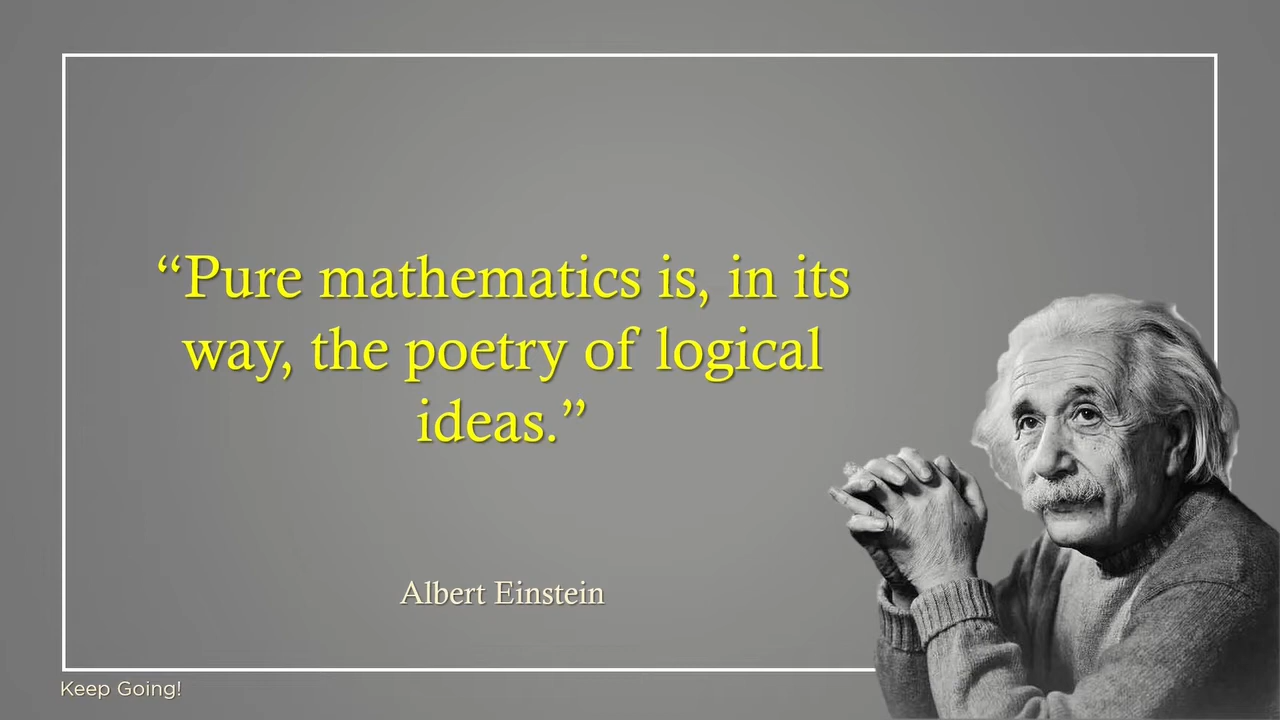 “Pure mathematics is, in its
way, the poetry of logical
ideas.”
Albert Einstein
Keep Going!